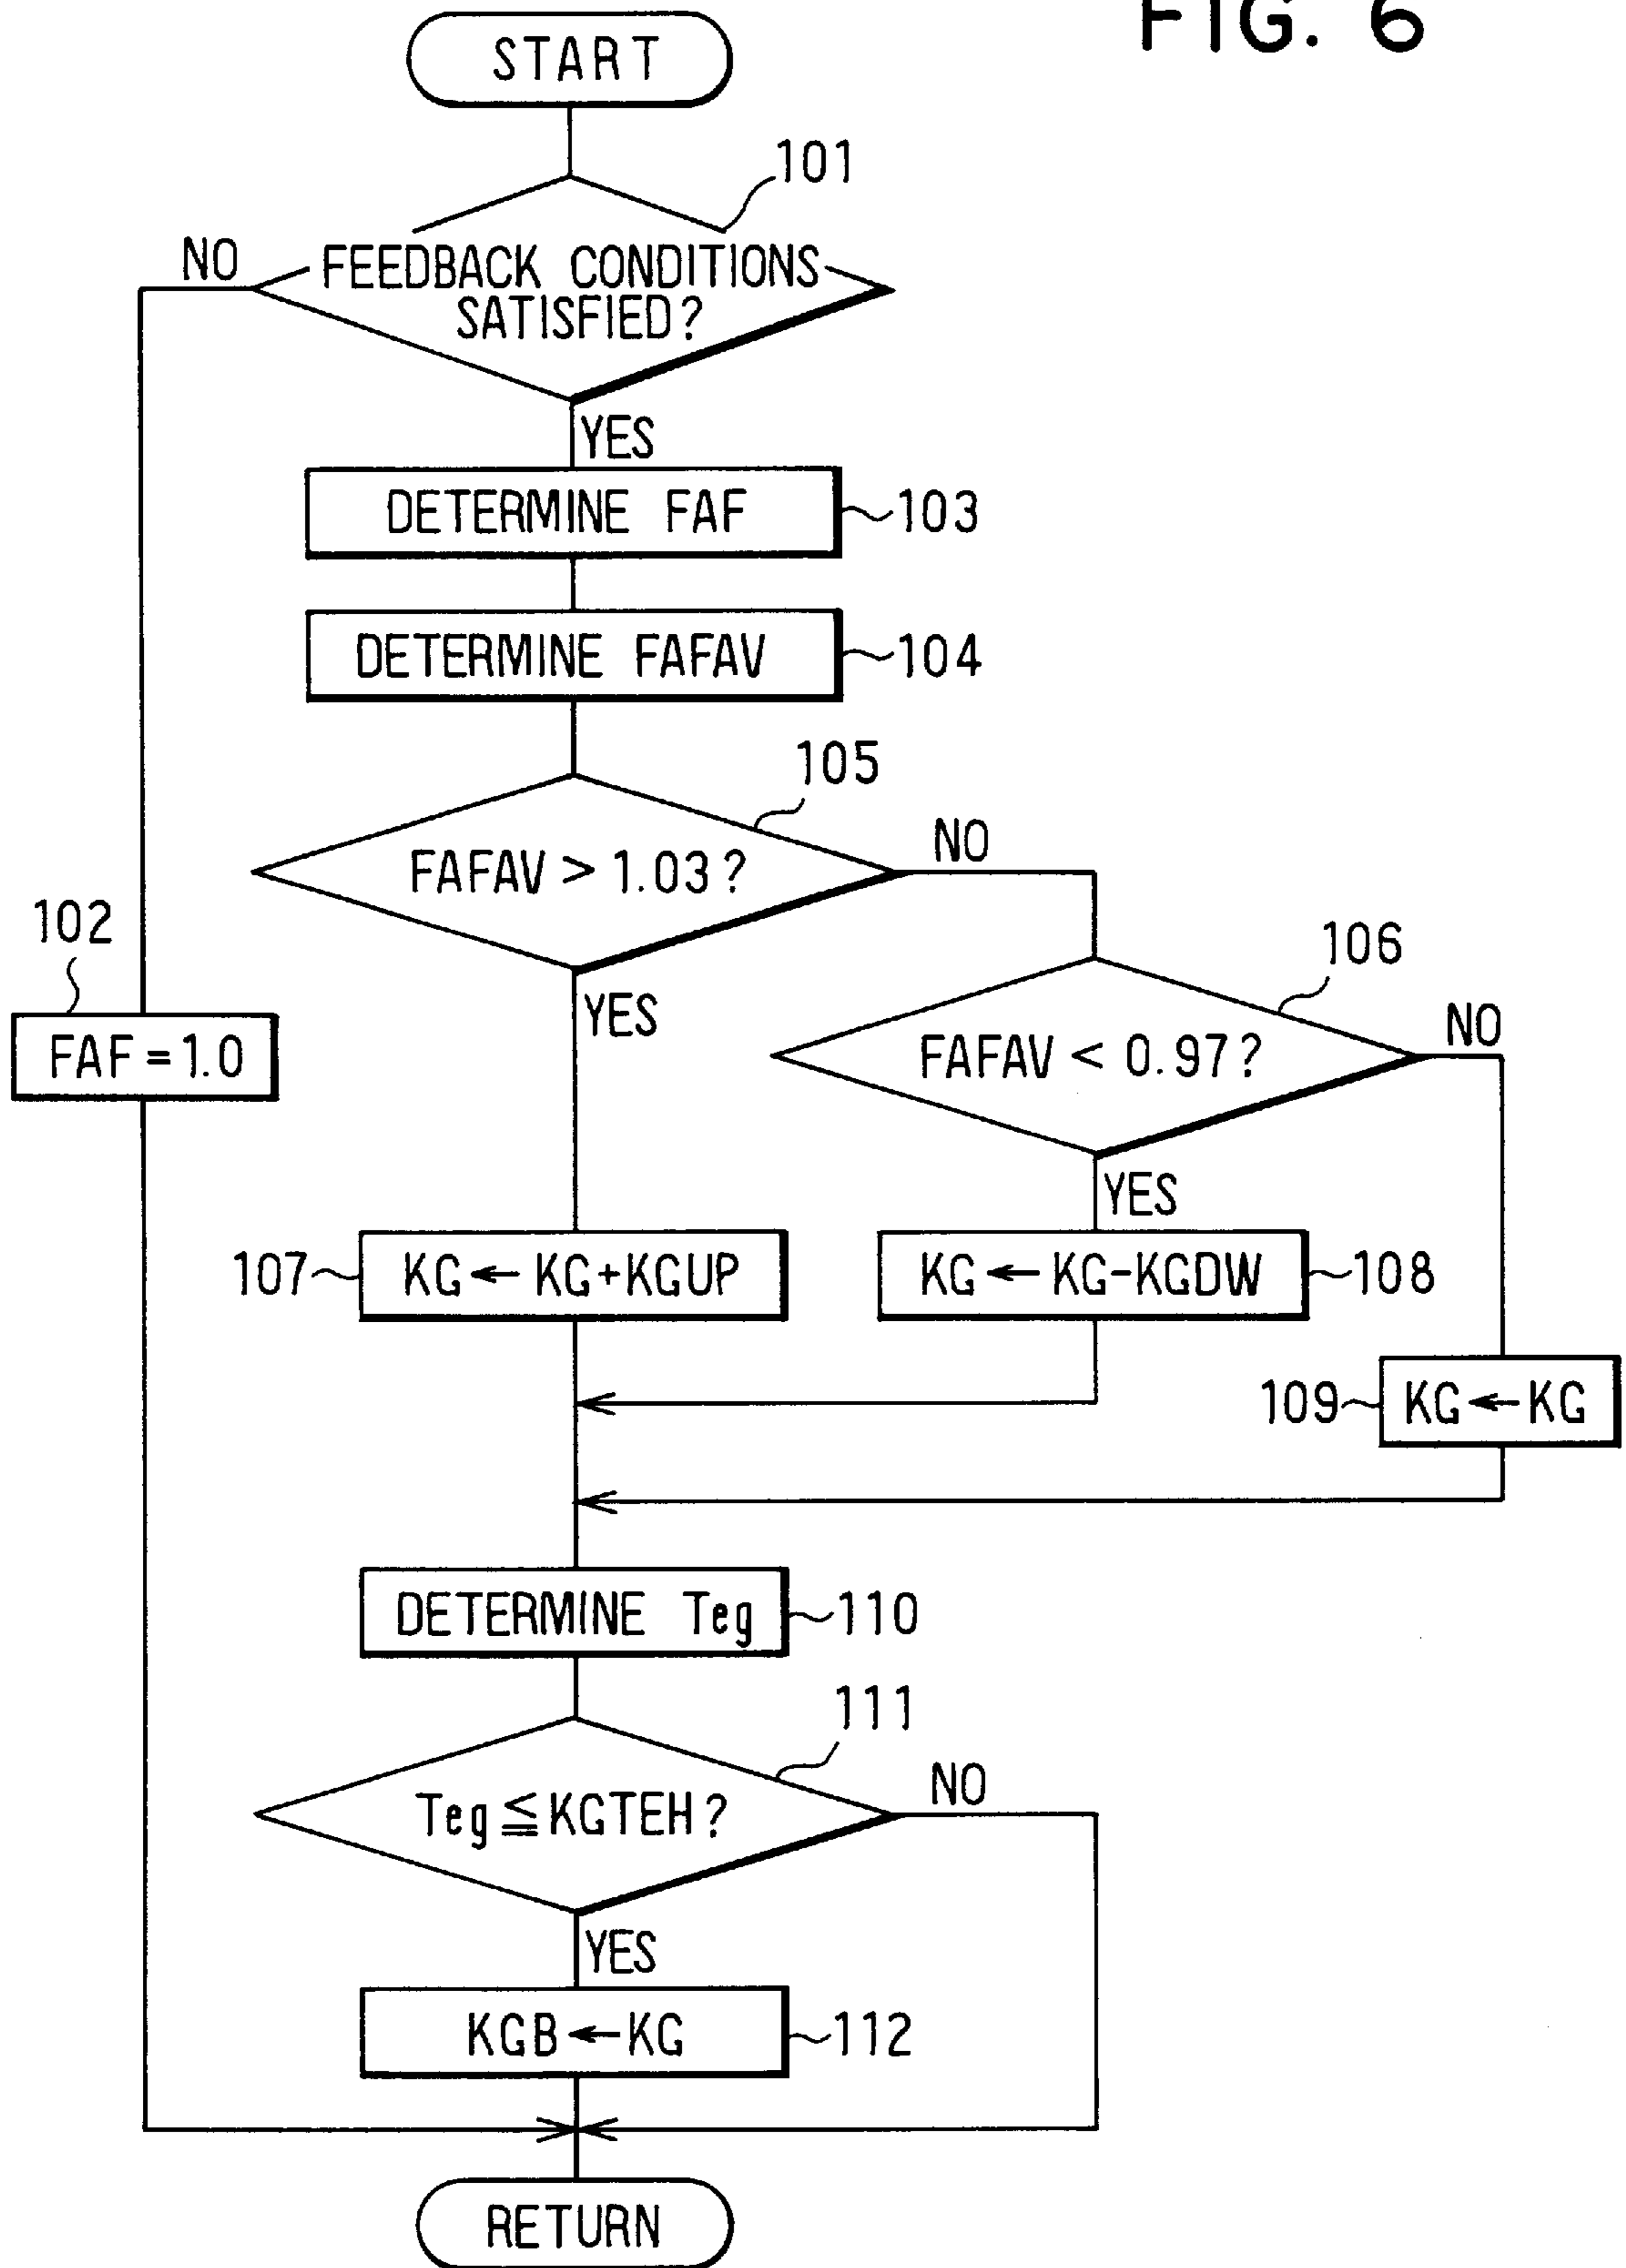 FIG. 6
START
101
NO
FEEDBACK CONDITIONS
SATISFIED?
YES
DETERMINE FAF
103
DETERMINE FAFAV
104
105
FAFAV > 1.03?
NO
102
106
YES
FAF=1.0
FAFAV < 0.97?
NO
YES
107
KG←KG+KGUP
KG←KG-KGDW
108
109
KG←KG
DETERMINE Teg
110
111
Teg≦KGTEH?
NO
YES
KGB←KG
112
RETURN